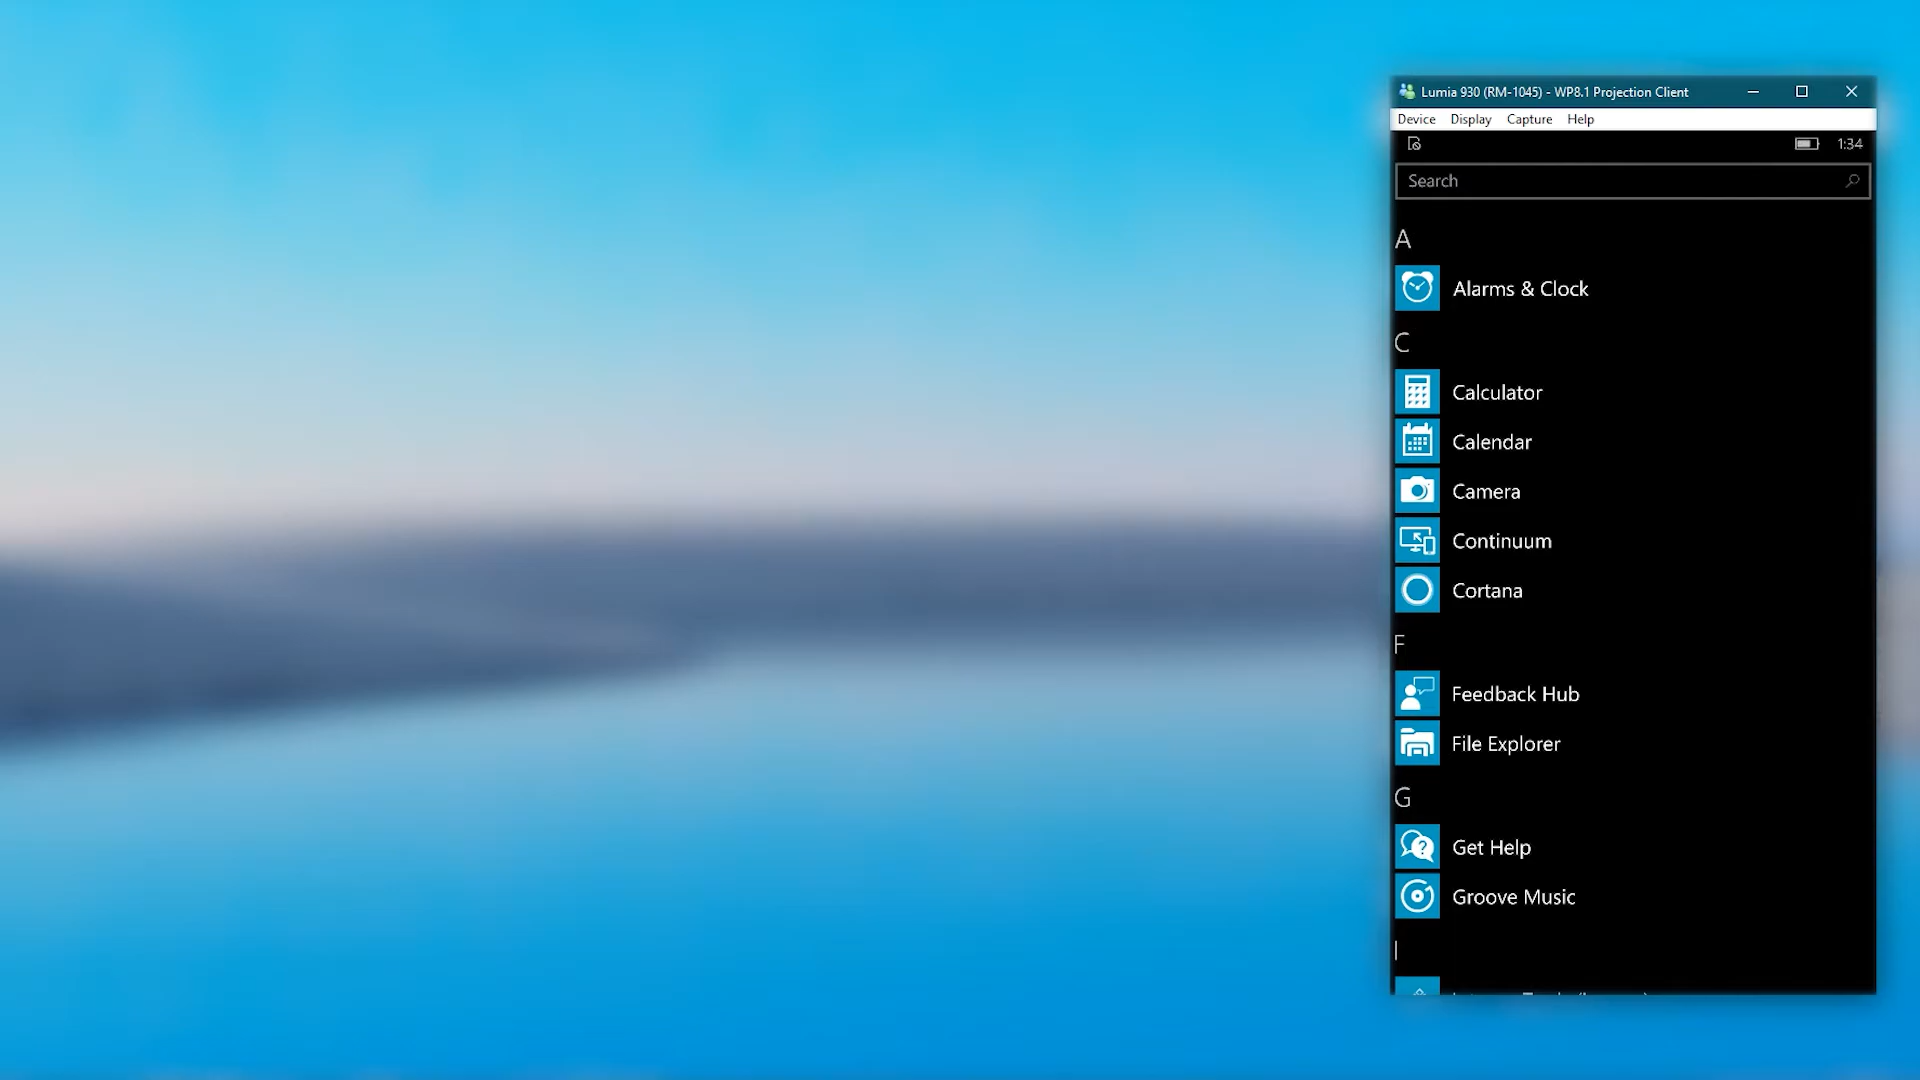 Lumia 930 (RM-1045) - WP8.1 Projection Client
Device Display Capture Help
1:34
Search
A
Alarms & Clock
C
Calculator
Calendar
Camera
Continuum
Cortana
F
Feedback Hub
File Explorer
G
Get Help
Groove Music
I